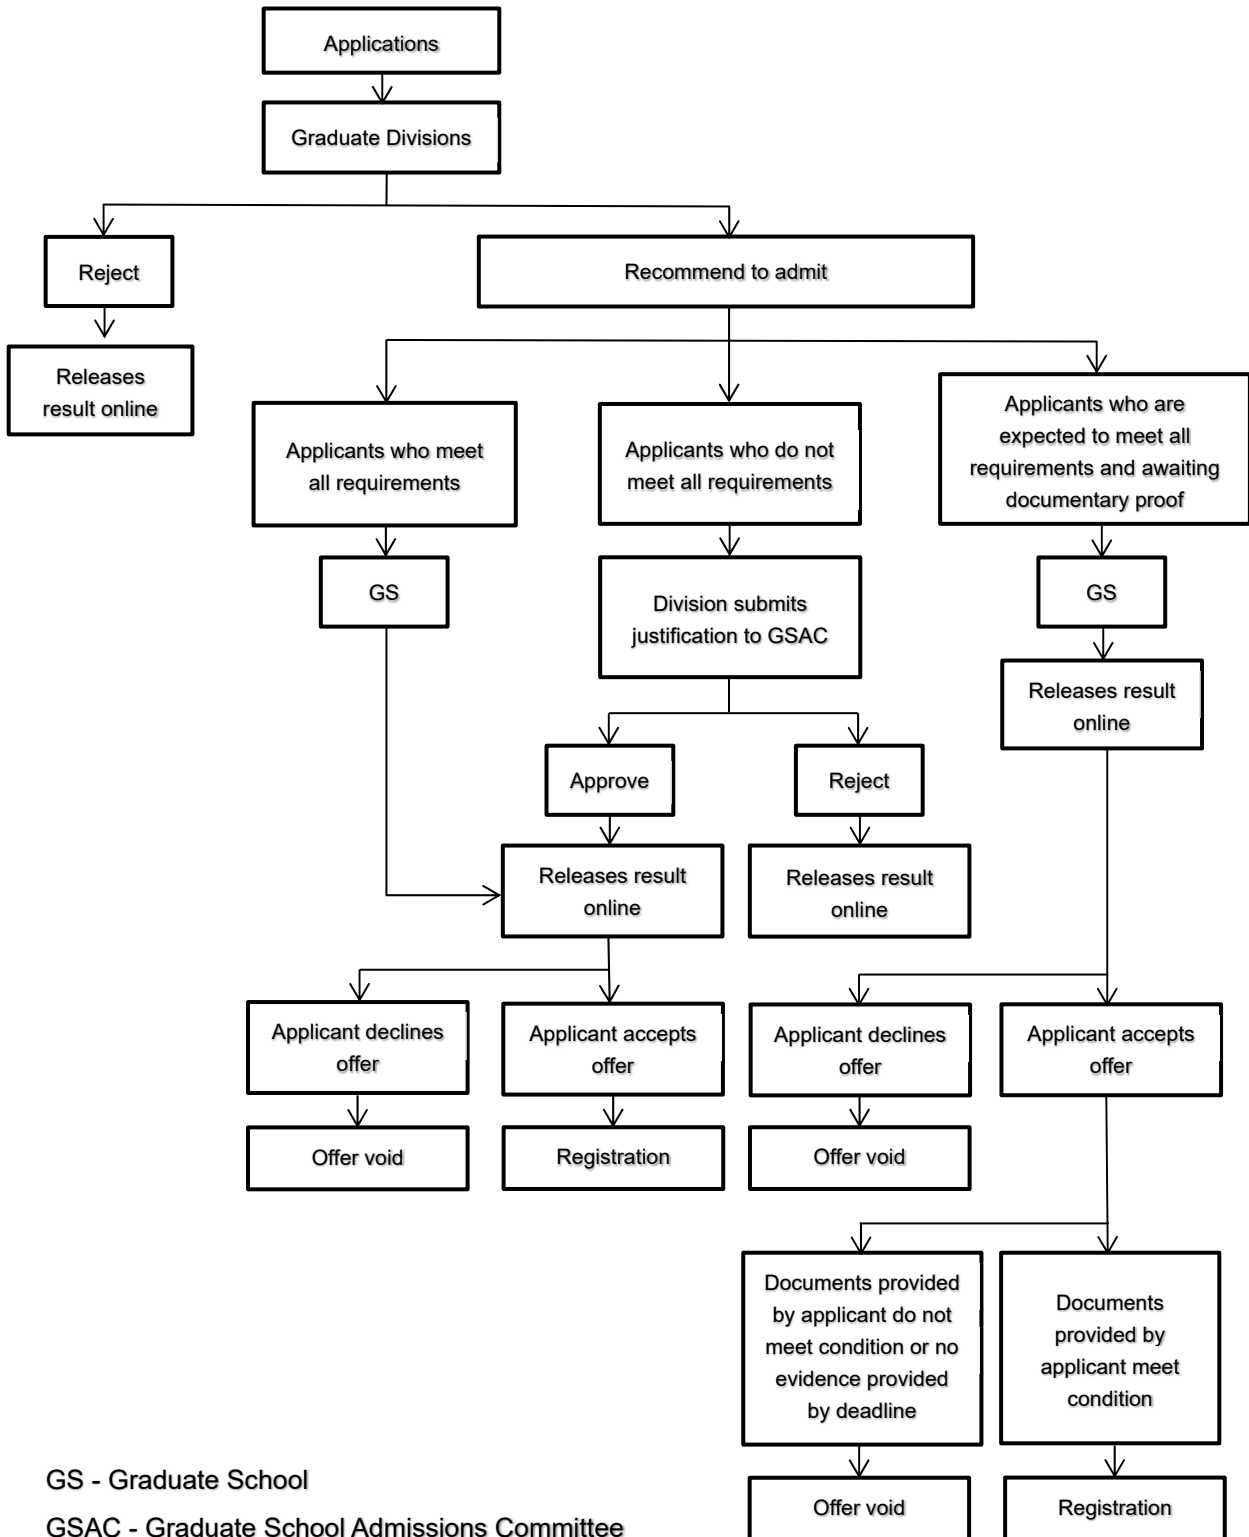 Applications
Graduate Divisions
Reject
Recommend to admit
Releases
result online
Applicants who meet
all requirements
Applicants who do not
meet all requirements
Applicants who are
expected to meet all
requirements and awaiting
documentary proof
GS
Division submits
justification to GSAC
GS
Releases result
online
Approve
Reject
Releases result
online
Releases result
online
Applicant declines
offer
Applicant accepts
offer
Applicant declines
offer
Applicant accepts
offer
Offer void
Registration
Offer void
Documents provided
by applicant do not
meet condition or no
evidence provided
by deadline
Documents
provided by
applicant meet
condition
Offer void
Registration
GS - Graduate School
GSAC - Graduate School Admissions Committee